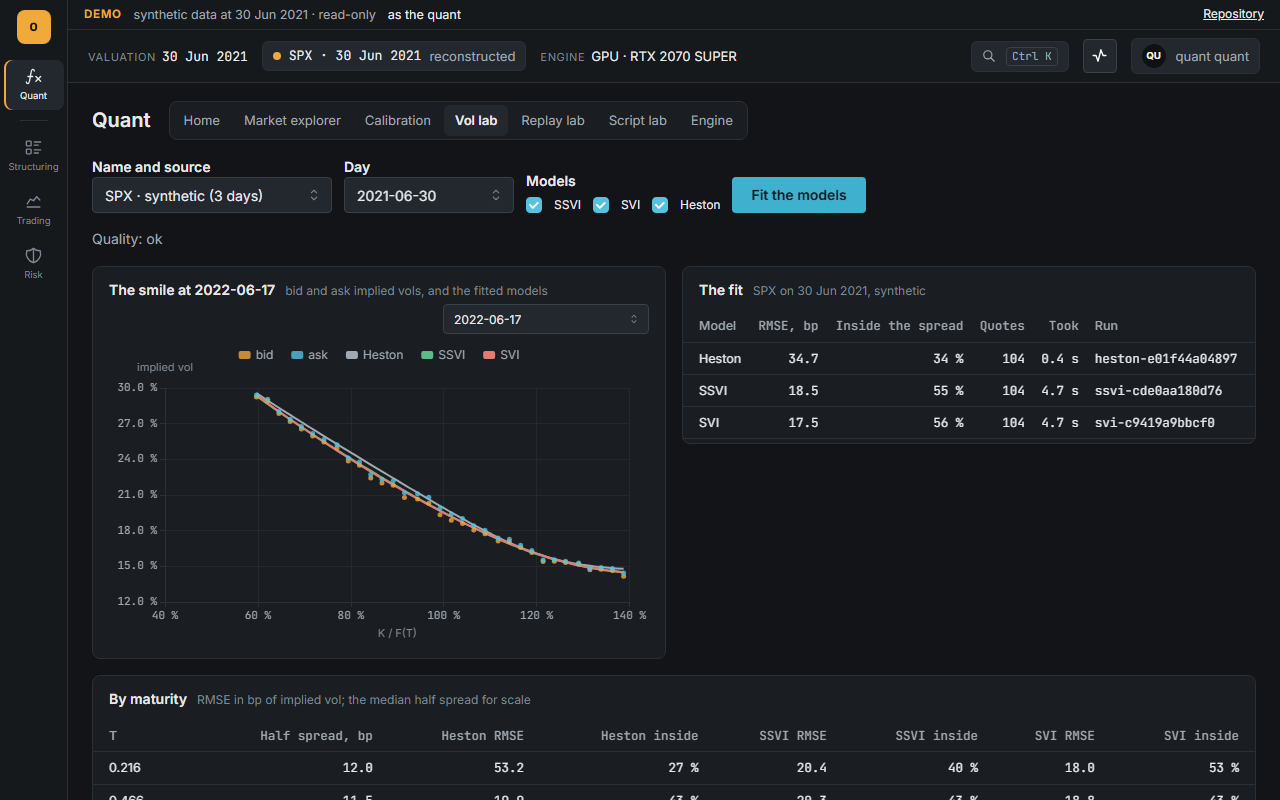 O
DEMO synthetic data at 30 Jun 2021 · read-only as the quant Repository
VALUATION 30 Jun 2021 SPX · 30 Jun 2021 reconstructed ENGINE GPU · RTX 2070 SUPER Ctrl K QU quant quant
ƒx
Quant
Structuring
Trading
Risk
Quant Home Market explorer Calibration Vol lab Replay lab Script lab Engine
Name and source Day Models
SPX · synthetic (3 days) 2021-06-30 SSVI SVI Heston Fit the models
Quality: ok
The smile at 2022-06-17 bid and ask implied vols, and the fitted models
2022-06-17
bid ask Heston SSVI SVI
implied vol
30.0 %
27.0 %
24.0 %
21.0 %
18.0 %
15.0 %
12.0 %
40 % 60 % 80 % 100 % 120 % 140 %
K / F(T)
The fit SPX on 30 Jun 2021, synthetic
Model RMSE, bp Inside the spread Quotes Took Run
Heston 34.7 34 % 104 0.4 s heston-e01f44a04897
SSVI 18.5 55 % 104 4.7 s ssvi-cde0aa180d76
SVI 17.5 56 % 104 4.7 s svi-c9419a9bbcf0
By maturity RMSE in bp of implied vol; the median half spread for scale
T Half spread, bp Heston RMSE Heston inside SSVI RMSE SSVI inside SVI RMSE SVI inside
0.216 12.0 53.2 27 % 20.4 40 % 18.0 53 %